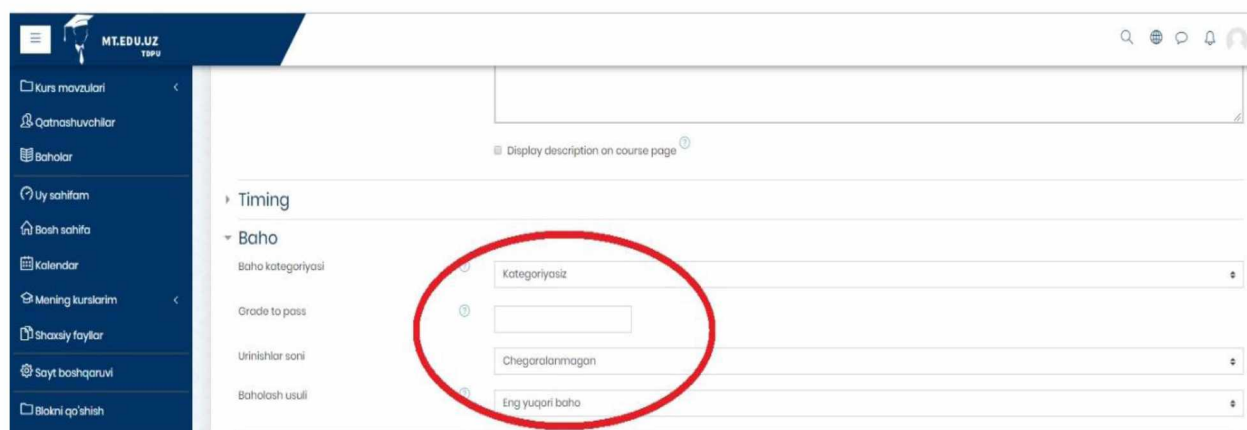 MT.EDU.UZ
TDPU
Kurs mavzulari
Qatnashuvchilar
Baholar
Uy sahifam
Bosh sahifa
Kalendar
Mening kurslarim
Shaxsiy fayllar
Sayt boshqaruvi
Blokni qo'shish
Display description on course page
Timing
Baho
Baho kategoriyasi
Kategoriyasiz
Grade to pass
Urinishlar soni
Chegaralanmagan
Baholash usuli
Eng yuqori baho